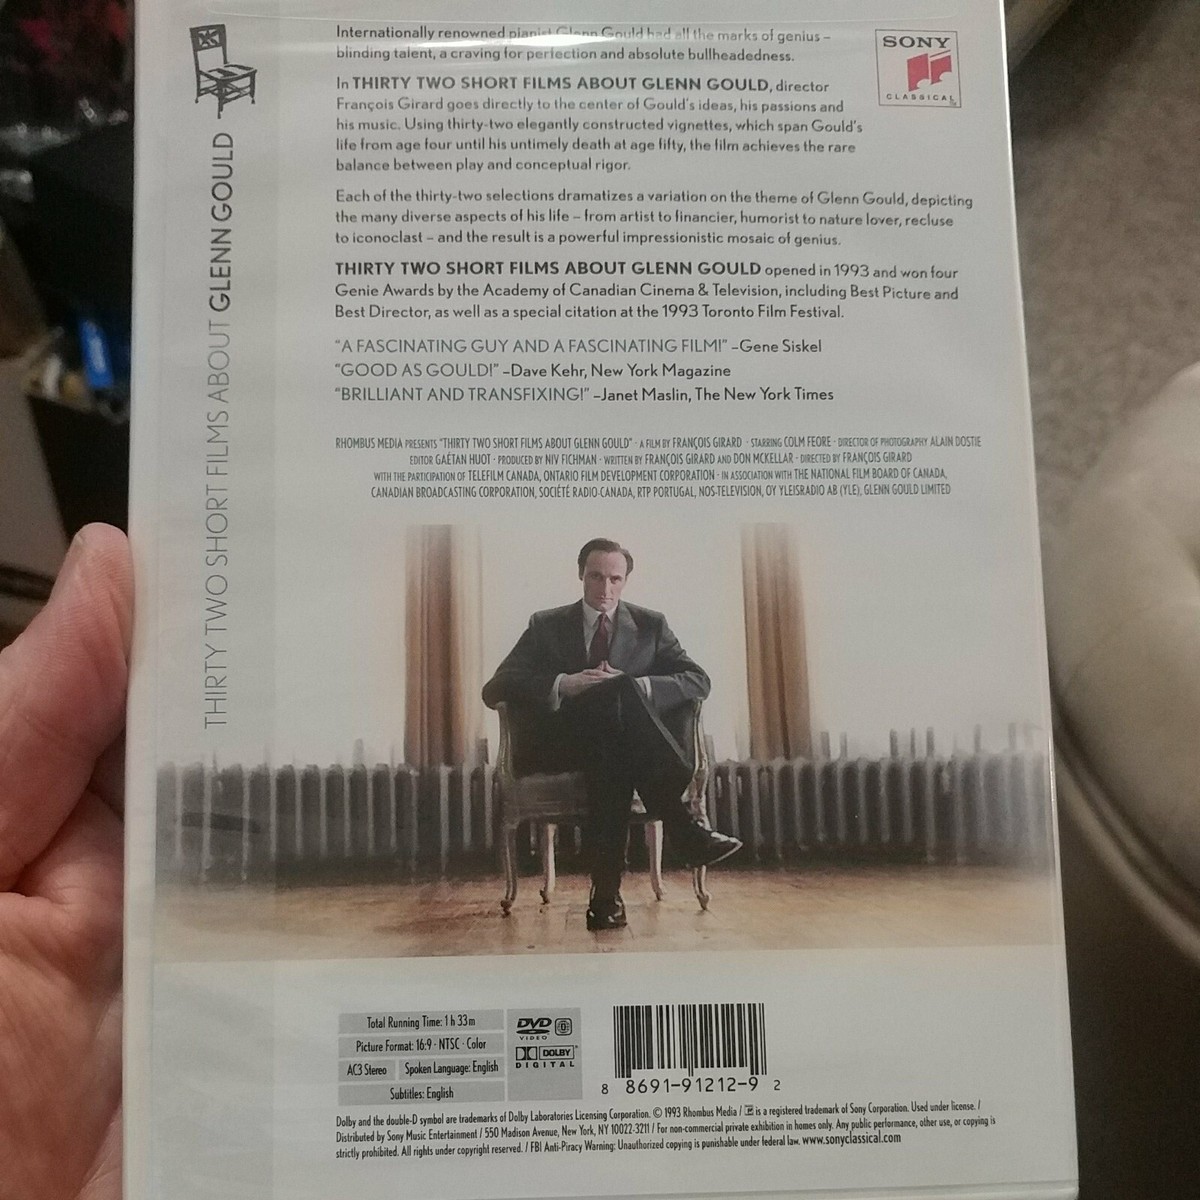 THIRTY TWO SHORT FILMS ABOUT GLENN GOULD
Internationally renowned pianist Glenn Gould had all the marks of genius –
blinding talent, a craving for perfection and absolute bullheadedness.
SONY
CLASSICAL
In THIRTY TWO SHORT FILMS ABOUT GLENN GOULD, director
François Girard goes directly to the center of Gould's ideas, his passions and
his music. Using thirty-two elegantly constructed vignettes, which span Gould's
life from age four until his untimely death at age fifty, the film achieves the rare
balance between play and conceptual rigor.
Each of the thirty-two selections dramatizes a variation on the theme of Glenn Gould, depicting
the many diverse aspects of his life – from artist to financier, humorist to nature lover, recluse
to iconoclast – and the result is a powerful impressionistic mosaic of genius.
THIRTY TWO SHORT FILMS ABOUT GLENN GOULD opened in 1993 and won four
Genie Awards by the Academy of Canadian Cinema & Television, including Best Picture and
Best Director, as well as a special citation at the 1993 Toronto Film Festival.
"A FASCINATING GUY AND A FASCINATING FILM!" –Gene Siskel
"GOOD AS GOULD!" –Dave Kehr, New York Magazine
"BRILLIANT AND TRANSFIXING!" –Janet Maslin, The New York Times
RHOMBUS MEDIA PRESENTS "THIRTY TWO SHORT FILMS ABOUT GLENN GOULD" · A FILM BY FRANÇOIS GIRARD · STARRING COLM FEORE · DIRECTOR OF PHOTOGRAPHY ALAIN DOSTIE
EDITOR GAÉTAN HUOT · PRODUCED BY NIV FICHMAN · WRITTEN BY FRANÇOIS GIRARD AND DON MCKELLAR · DIRECTED BY FRANÇOIS GIRARD
WITH THE PARTICIPATION OF TELEFILM CANADA, ONTARIO FILM DEVELOPMENT CORPORATION · IN ASSOCIATION WITH THE NATIONAL FILM BOARD OF CANADA,
CANADIAN BROADCASTING CORPORATION, SOCIÉTÉ RADIO-CANADA, RTP PORTUGAL, NOS-TELEVISION, OY YLEISRADIO AB (YLE), GLENN GOULD LIMITED
Total Running Time: 1 h 33m
Picture Format: 16:9 · NTSC · Color
AC3 Stereo Spoken Language: English
Subtitles: English
DVD
VIDEO
DOLBY
DIGITAL
8 8691-91212-9 2
Dolby and the double-D symbol are trademarks of Dolby Laboratories Licensing Corporation. © 1993 Rhombus Media / is a registered trademark of Sony Corporation. Used under license. /
Distributed by Sony Music Entertainment / 550 Madison Avenue, New York, NY 10022-3211 / For non-commercial private exhibition in homes only. Any public performance, other use, or copying is
strictly prohibited. All rights under copyright reserved. / FBI Anti-Piracy Warning: Unauthorized copying is punishable under federal law. www.sonyclassical.com